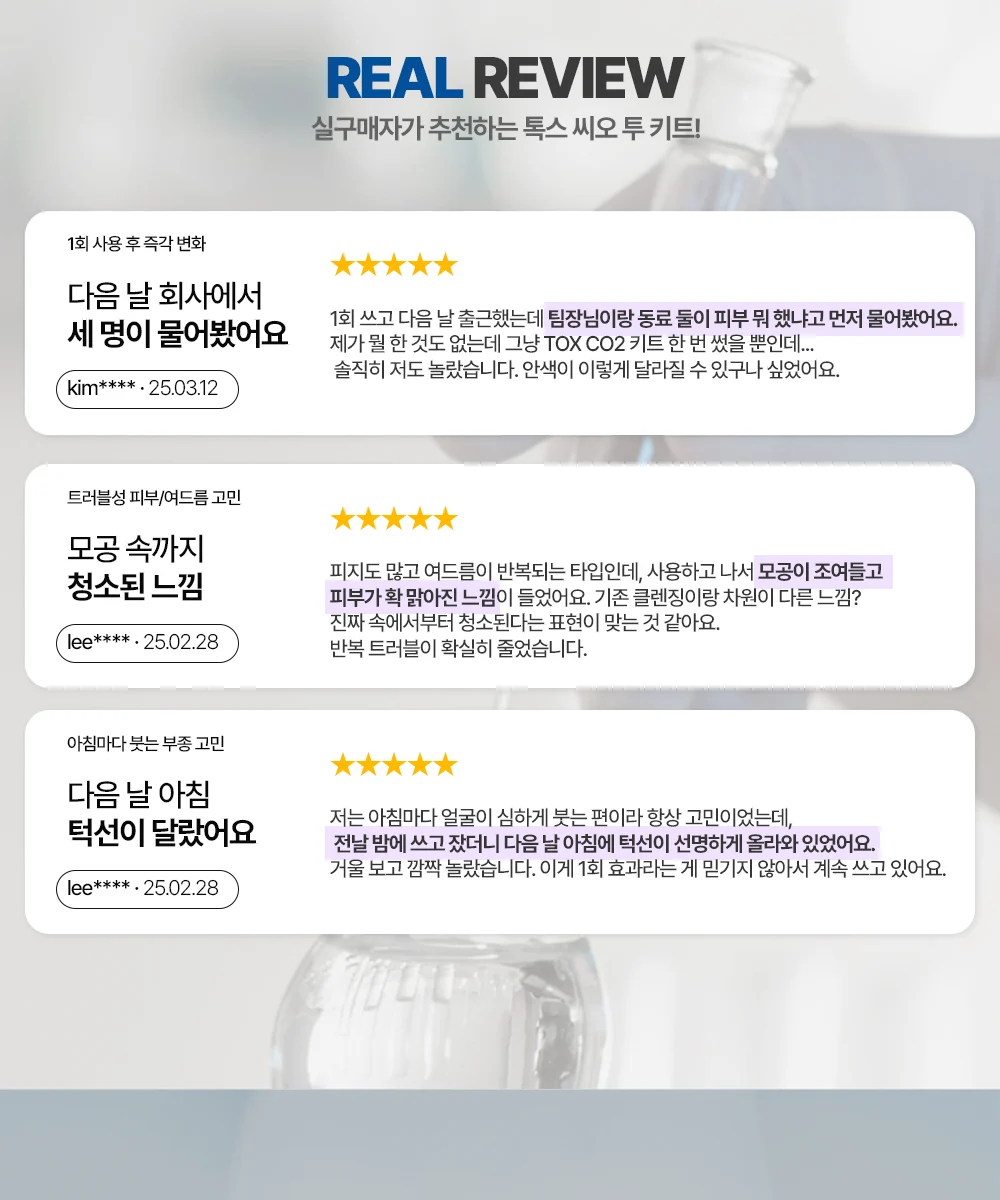 REAL REVIEW
실구매자가 추천하는 톡스 씨오 투 키트!
1회 사용 후 즉각 변화
다음 날 회사에서
세 명이 물어봤어요
kim**** · 25.03.12
★★★★★
1회 쓰고 다음 날 출근했는데 팀장님이랑 동료 둘이 피부 뭐 했냐고 먼저 물어봤어요.
제가 뭘 한 것도 없는데 그냥 TOX CO2 키트 한 번 썼을 뿐인데...
솔직히 저도 놀랐습니다. 안색이 이렇게 달라질 수 있구나 싶었어요.
트러블성 피부/여드름 고민
모공 속까지
청소된 느낌
lee**** · 25.02.28
★★★★★
피지도 많고 여드름이 반복되는 타입인데, 사용하고 나서 모공이 조여들고
피부가 확 맑아진 느낌이 들었어요. 기존 클렌징이랑 차원이 다른 느낌?
진짜 속에서부터 청소된다는 표현이 맞는 것 같아요.
반복 트러블이 확실히 줄었습니다.
아침마다 붓는 부종 고민
다음 날 아침
턱선이 달랐어요
lee**** · 25.02.28
★★★★★
저는 아침마다 얼굴이 심하게 붓는 편이라 항상 고민이었는데,
전날 밤에 쓰고 잤더니 다음 날 아침에 턱선이 선명하게 올라와 있었어요.
거울 보고 깜짝 놀랐습니다. 이게 1회 효과라는 게 믿기지 않아서 계속 쓰고 있어요.